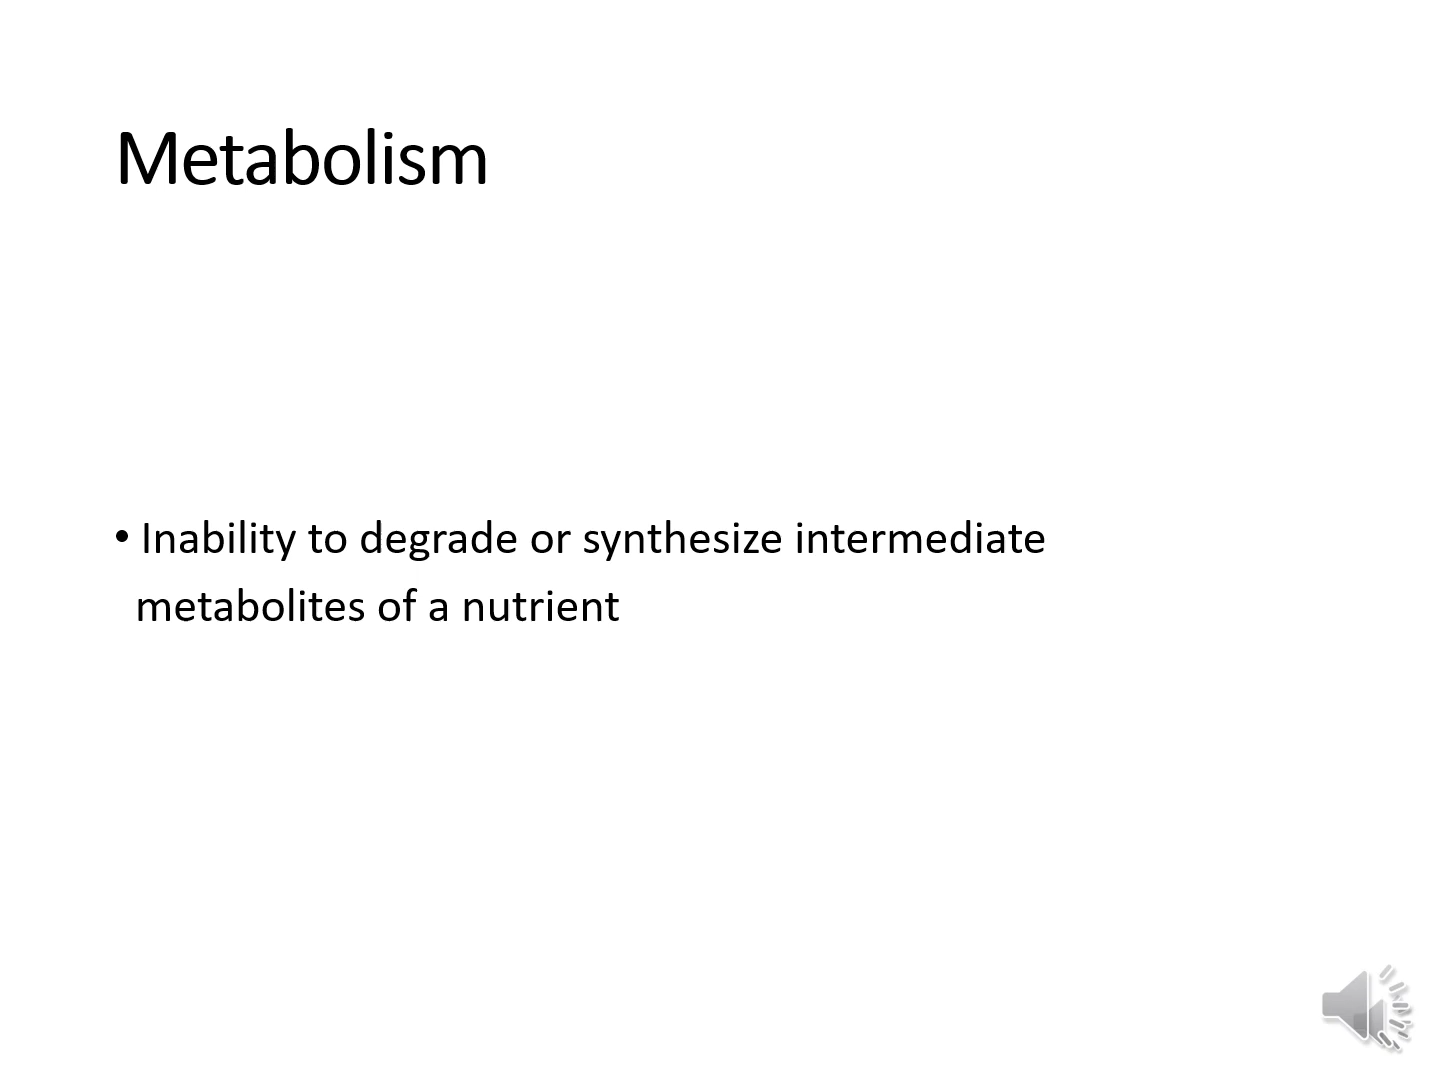 Metabolism
• Inability to degrade or synthesize intermediate
metabolites of a nutrient